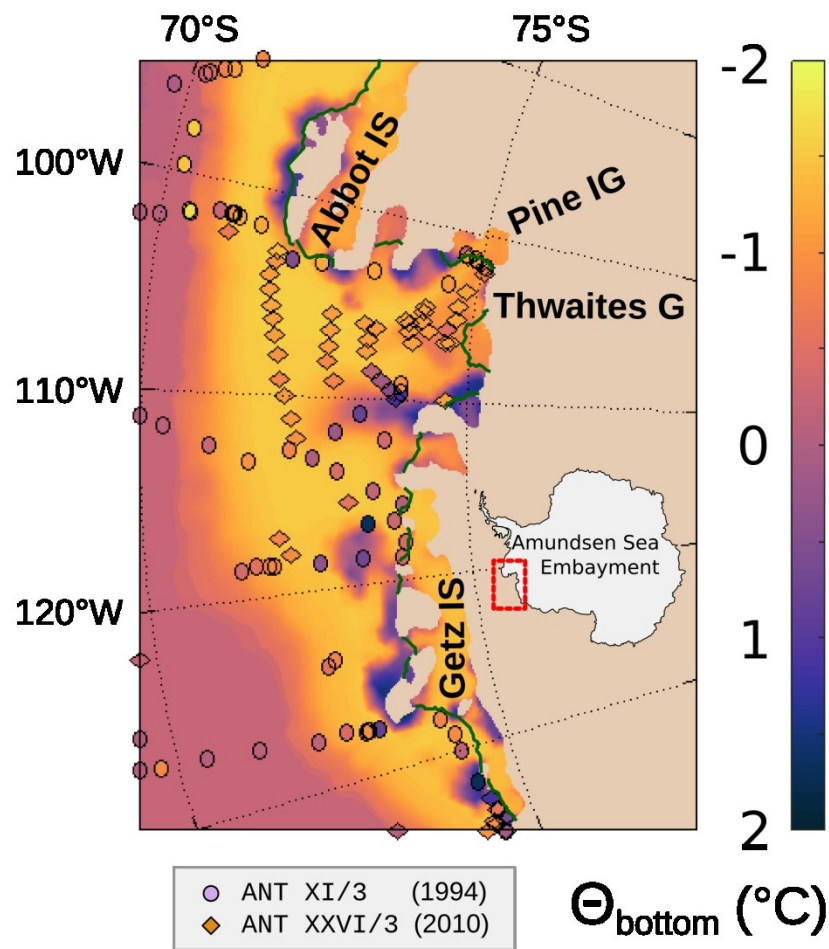 70°S
75°S
-2
100°W
Abbot IS
Pine IG
-1
Thwaites G
110°W
0
Amundsen Sea
Embayment
120°W
Getz IS
1
2
ANT XI/3 (1994)
ANT XXVI/3 (2010)
Θbottom (°C)